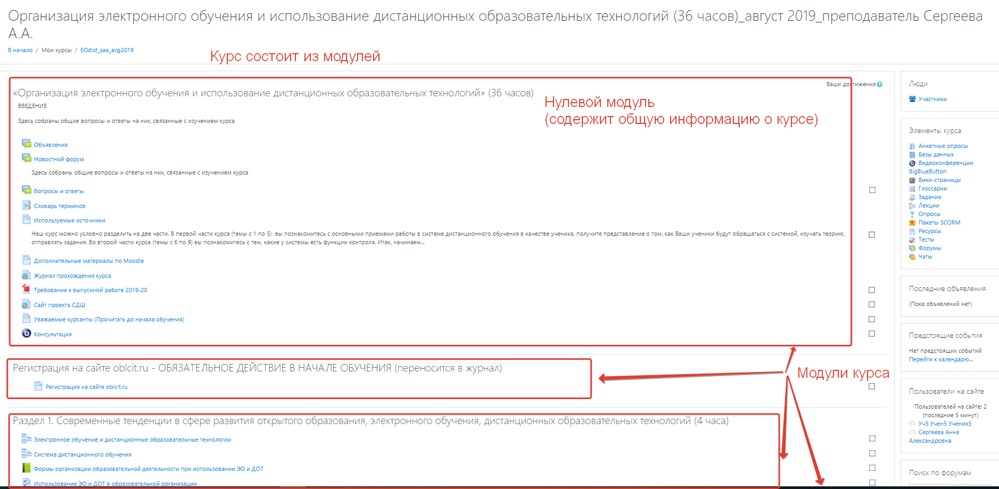 Организация электронного обучения и использование дистанционных образовательных технологий (36 часов)_август 2019_преподаватель Сергеева
А.А.
В начало / Мои курсы / EOdist_saa_avg2019
Курс состоит из модулей
Ваши достижения
«Организация электронного обучения и использование дистанционных образовательных технологий» (36 часов)
Нулевой модуль
(содержит общую информацию о курсе)
ВВЕДЕНИЕ
Здесь собраны общие вопросы и ответы на них, связанные с изучением курса
Объявления
Новостной форум
Здесь собраны общие вопросы и ответы на них, связанные с изучением курса
Вопросы и ответы
Словарь терминов
Используемые источники
Наш курс можно условно разделить на две части. В первой части курса (темы с 1 по 5) вы познакомитесь с основными приемами работы в системе дистанционного обучения в качестве ученика, получите представление о том, как Ваши ученики будут обращаться с системой, изучать теорию,
отправлять задания. Во второй части курса (темы с 6 по 9) вы познакомитесь с тем, какие у системы есть функции контроля. Итак, начинаем...
Дополнительные материалы по Moodle
Журнал прохождения курса
Требования к выпускной работе 2019-20
Сайт проекта СДШ
Уважаемые курсанты (Прочитать до начала обучения)
Консультация
Регистрация на сайте oblcit.ru - ОБЯЗАТЕЛЬНОЕ ДЕЙСТВИЕ В НАЧАЛЕ ОБУЧЕНИЯ (переносится в журнал)
Регистрация на сайте oblcit.ru
Модули курса
Раздел 1. Современные тенденции в сфере развития открытого образования, электронного обучения, дистанционных образовательных технологий (4 часа)
Электронное обучение и дистанционные образовательные технологии
Система дистанционного обучения
Формы организации образовательной деятельности при использовании ЭО и ДОТ
Использование ЭО и ДОТ в образовательной организации
Люди
Участники
Элементы курса
Анкетные опросы
Базы данных
Видеоконференции
BigBlueButton
Вики-страницы
Глоссарии
Задания
Лекции
Опросы
Пакеты SCORM
Ресурсы
Тесты
Форумы
Чаты
Последние объявления
(Пока объявлений нет)
Предстоящие события
Нет предстоящих событий
Перейти к календарю...
Пользователи на сайте
Пользователей на сайте: 2
(последние 5 минут)
Уч5 Учен5 Ученик5
Сергеева Анна
Александровна
Поиск по форумам